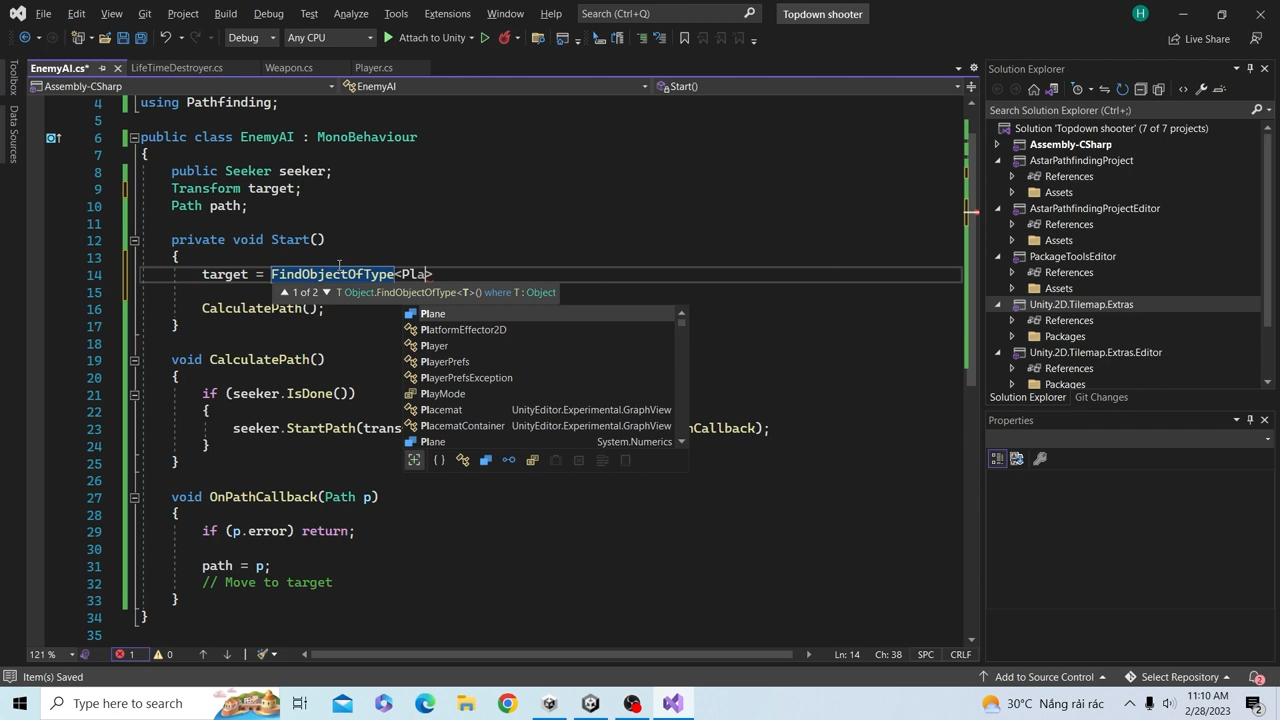 File Edit View Git Project Build Debug Test Analyze Tools Extensions Window Help Search (Ctrl+Q) Topdown shooter H
Debug Any CPU Attach to Unity Live Share
EnemyAI.cs* LifeTimeDestroyer.cs Weapon.cs Player.cs
Assembly-CSharp EnemyAI Start()
Toolbox
Data Sources
4 using Pathfinding;
5
6 public class EnemyAI : MonoBehaviour
7 {
8 public Seeker seeker;
9 Transform target;
10 Path path;
11
12 private void Start()
13 {
14 target = FindObjectOfType<Pla>
15
1 of 2 T Object.FindObjectOfType<T>() where T : Object
16 CalculatePath();
17 }
18
19 void CalculatePath()
20 {
21 if (seeker.IsDone())
22 {
23 seeker.StartPath(trans nCallback);
24 }
25 }
26
27 void OnPathCallback(Path p)
28 {
29 if (p.error) return;
30
31 path = p;
32 // Move to target
33 }
34 }
35
Plane
PlatformEffector2D
Player
PlayerPrefs
PlayerPrefsException
PlayMode
Placemat UnityEditor.Experimental.GraphView
PlacematContainer UnityEditor.Experimental.GraphView
Plane System.Numerics
121 % 1 0 Ln: 14 Ch: 38 SPC CRLF
Solution Explorer
Search Solution Explorer (Ctrl+;)
Solution 'Topdown shooter' (7 of 7 projects)
Assembly-CSharp
AstarPathfindingProject
References
Assets
AstarPathfindingProjectEditor
References
Assets
PackageToolsEditor
References
Assets
Unity.2D.Tilemap.Extras
References
Packages
Unity.2D.Tilemap.Extras.Editor
References
Packages
Solution Explorer Git Changes
Properties
Item(s) Saved Add to Source Control Select Repository 2
Type here to search 30°C Nắng rải rác 11:10 AM
2/28/2023 2